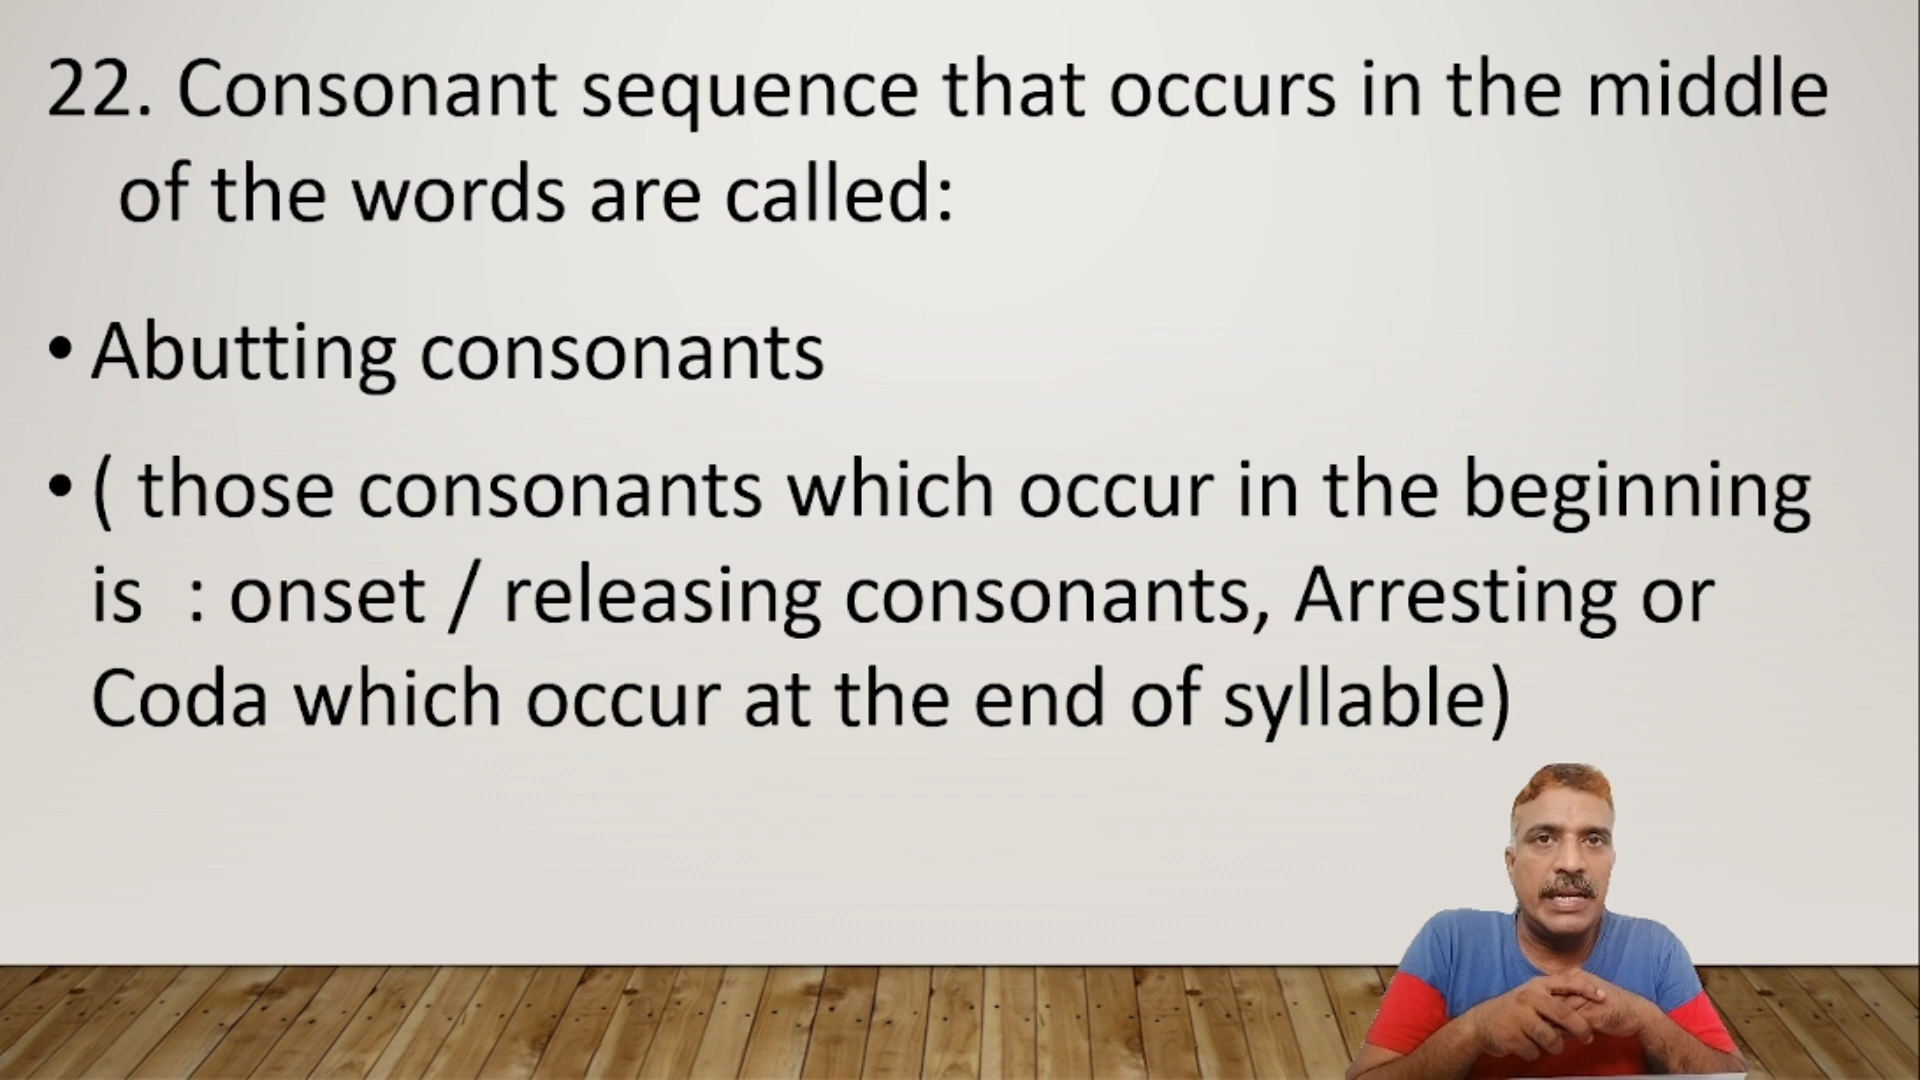 22. Consonant sequence that occurs in the middle
of the words are called:
• Abutting consonants
• ( those consonants which occur in the beginning
is : onset / releasing consonants, Arresting or
Coda which occur at the end of syllable)